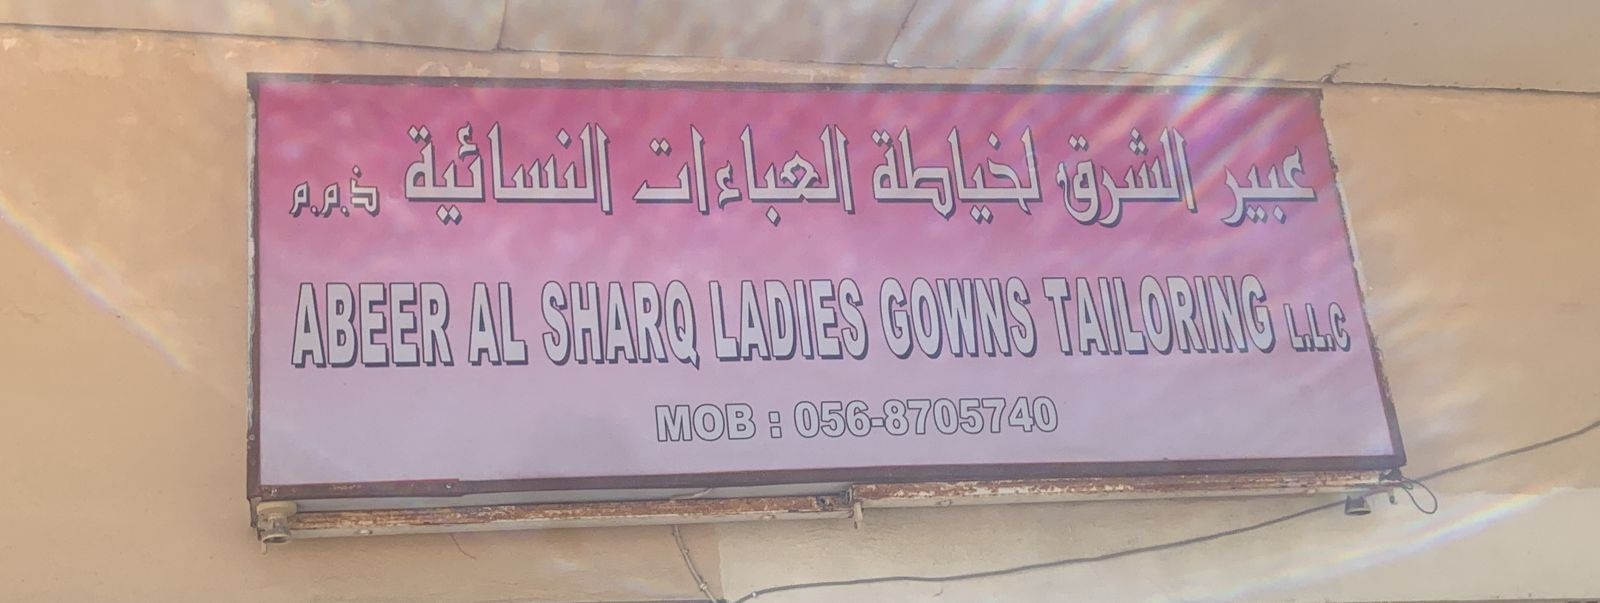 عبير الشرق لخياطة العباءات النسائية ذ.م.م
ABEER AL SHARQ LADIES GOWNS TAILORING L.L.C
MOB : 056-8705740